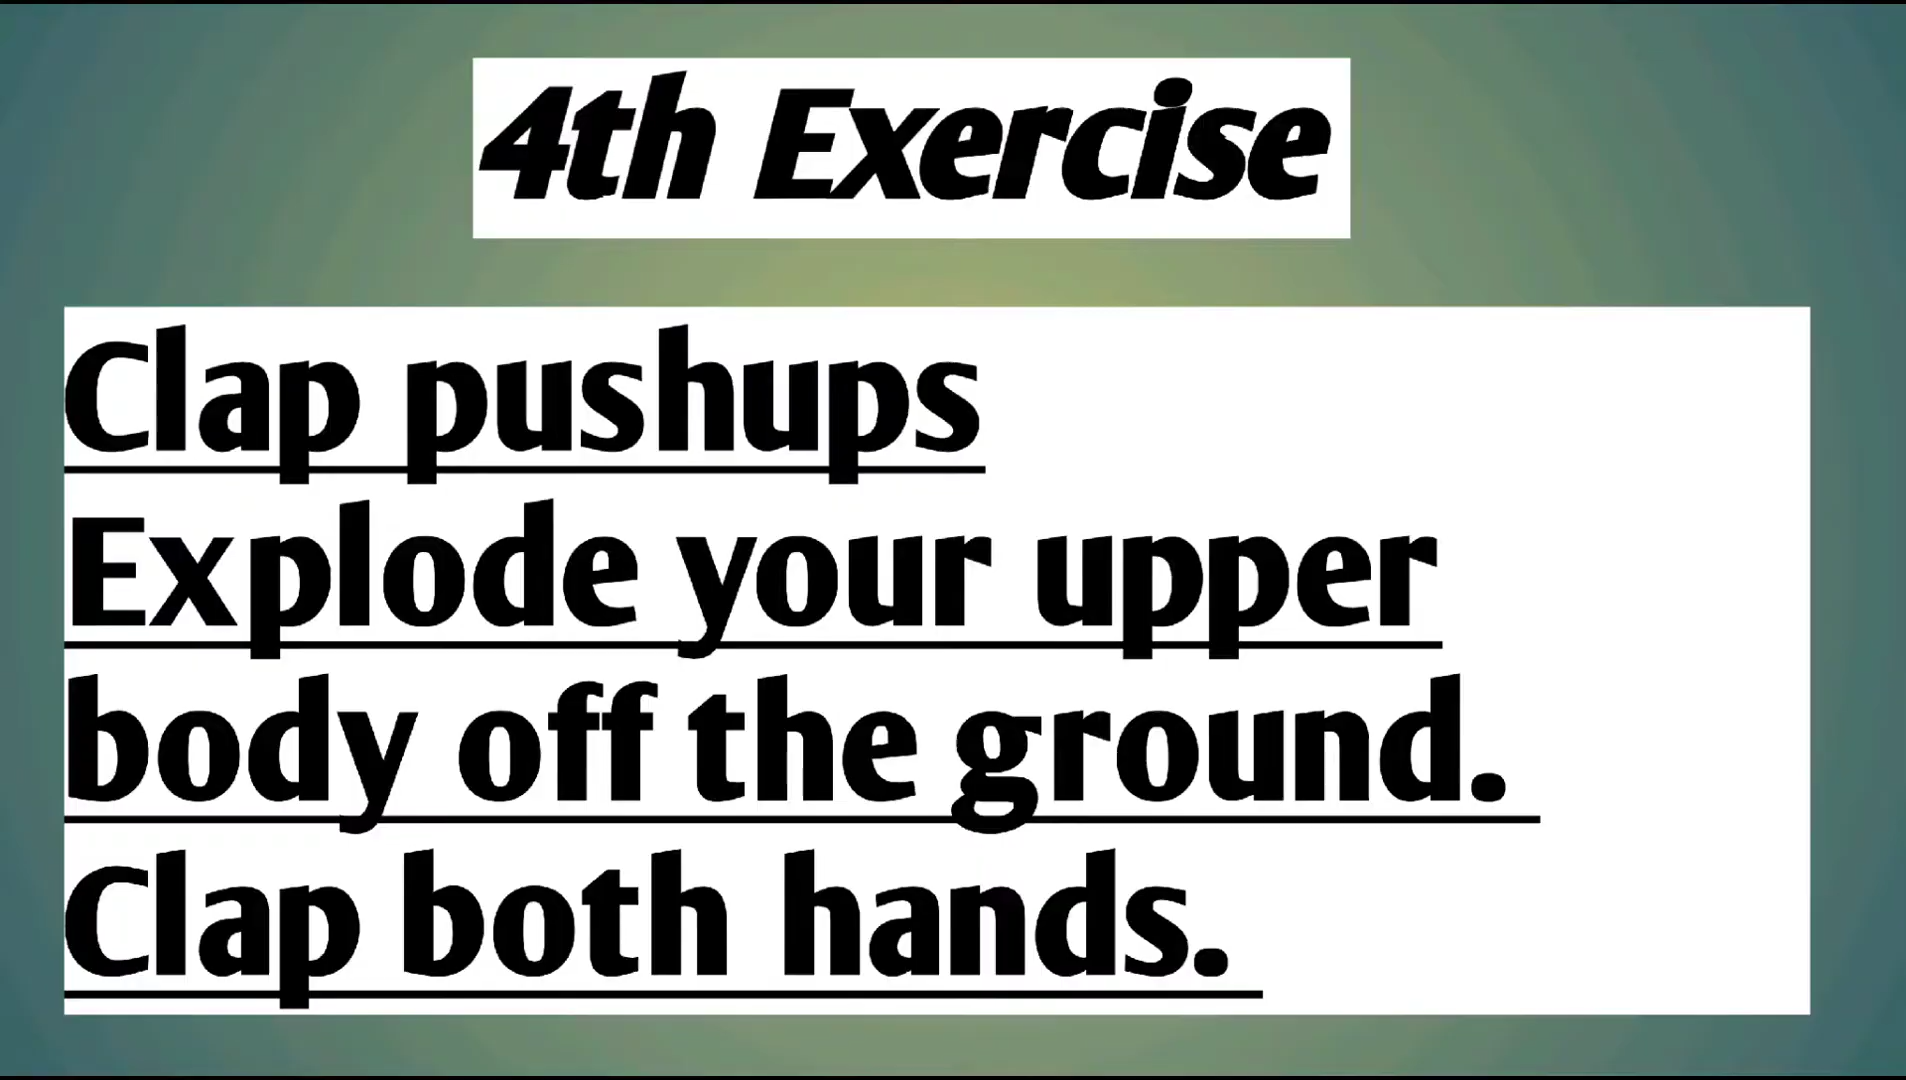 4th Exercise
Clap pushups
Explode your upper
body off the ground.
Clap both hands.